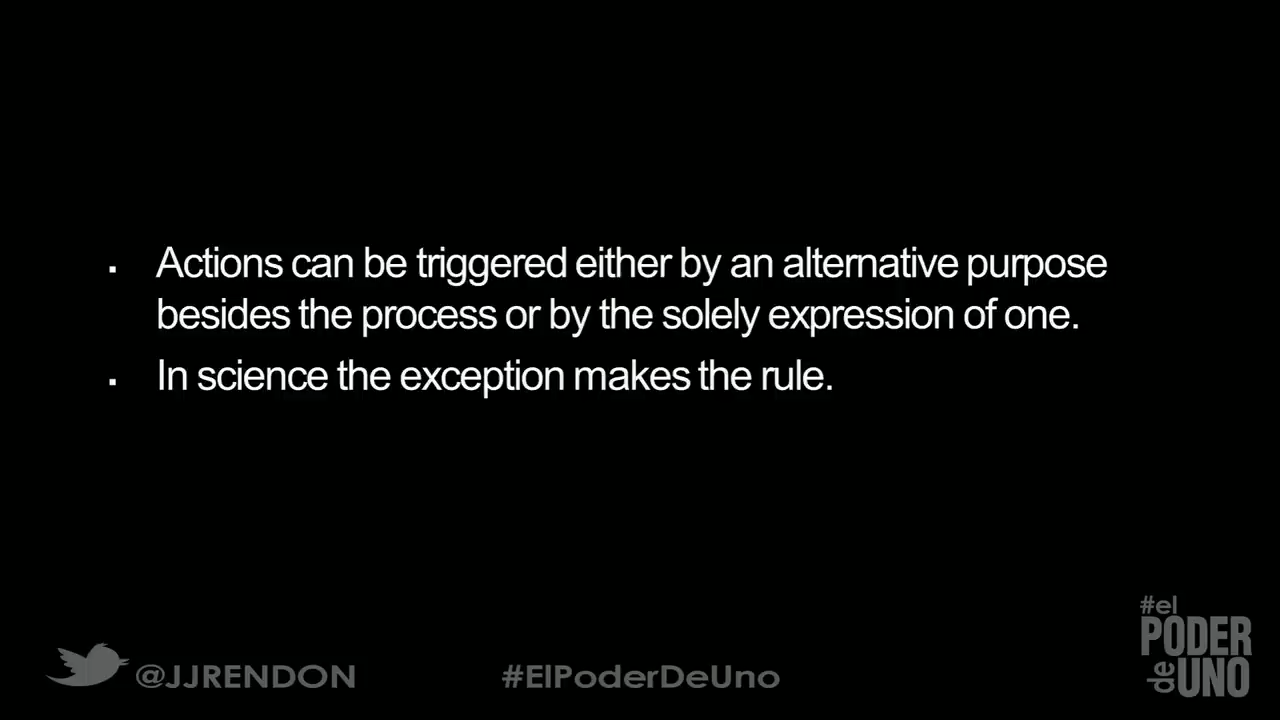 ▪ Actions can be triggered either by an alternative purpose
besides the process or by the solely expression of one.
▪ In science the exception makes the rule.
#el
PODER
de UNO
@JJRENDON
#ElPoderDeUno